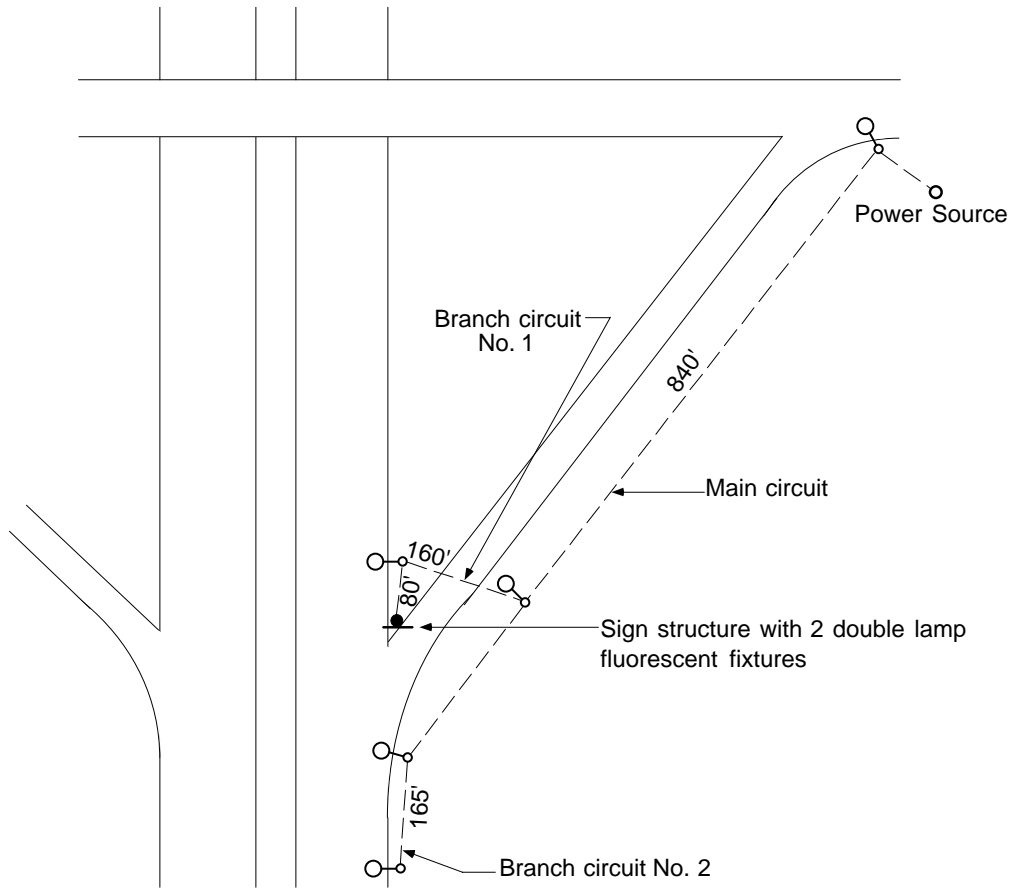 Power Source
Branch circuit
No. 1
840'
Main circuit
160'
80'
Sign structure with 2 double lamp
fluorescent fixtures
165'
Branch circuit No. 2